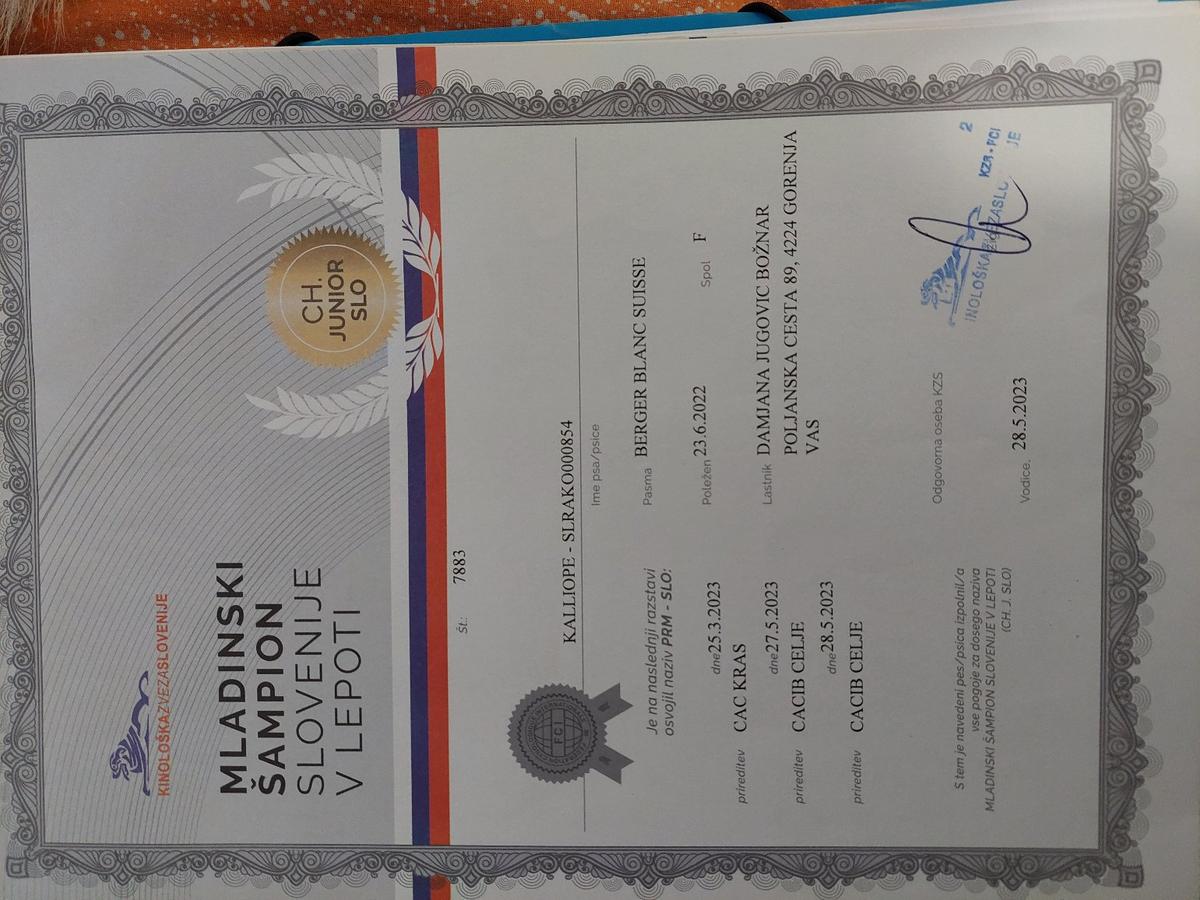 KINOLOŠKAZVEZASLOVENIJE
MLADINSKI
ŠAMPION
SLOVENIJE
V LEPOTI
CH.
JUNIOR
SLO
Št.: 7883
KALLIOPE - SLRAKO000854
Ime psa/psice
FCI
Je na naslednji razstavi
osvojil naziv PRM - SLO:
dne 25.3.2023
prireditev CAC KRAS
dne 27.5.2023
prireditev CACIB CELJE
dne 28.5.2023
prireditev CACIB CELJE
Pasma BERGER BLANC SUISSE
Poležen 23.6.2022 Spol F
Lastnik DAMJANA JUGOVIC BOŽNAR
POLJANSKA CESTA 89, 4224 GORENJA
VAS
S tem je navedeni pes/psica izpolnil/a
vse pogoje za dosego naziva
MLADINSKI ŠAMPION SLOVENIJE V LEPOTI
(CH. J. SLO)
Odgovorna oseba KZS
2
KZS - FCI
Vodice, 28.5.2023